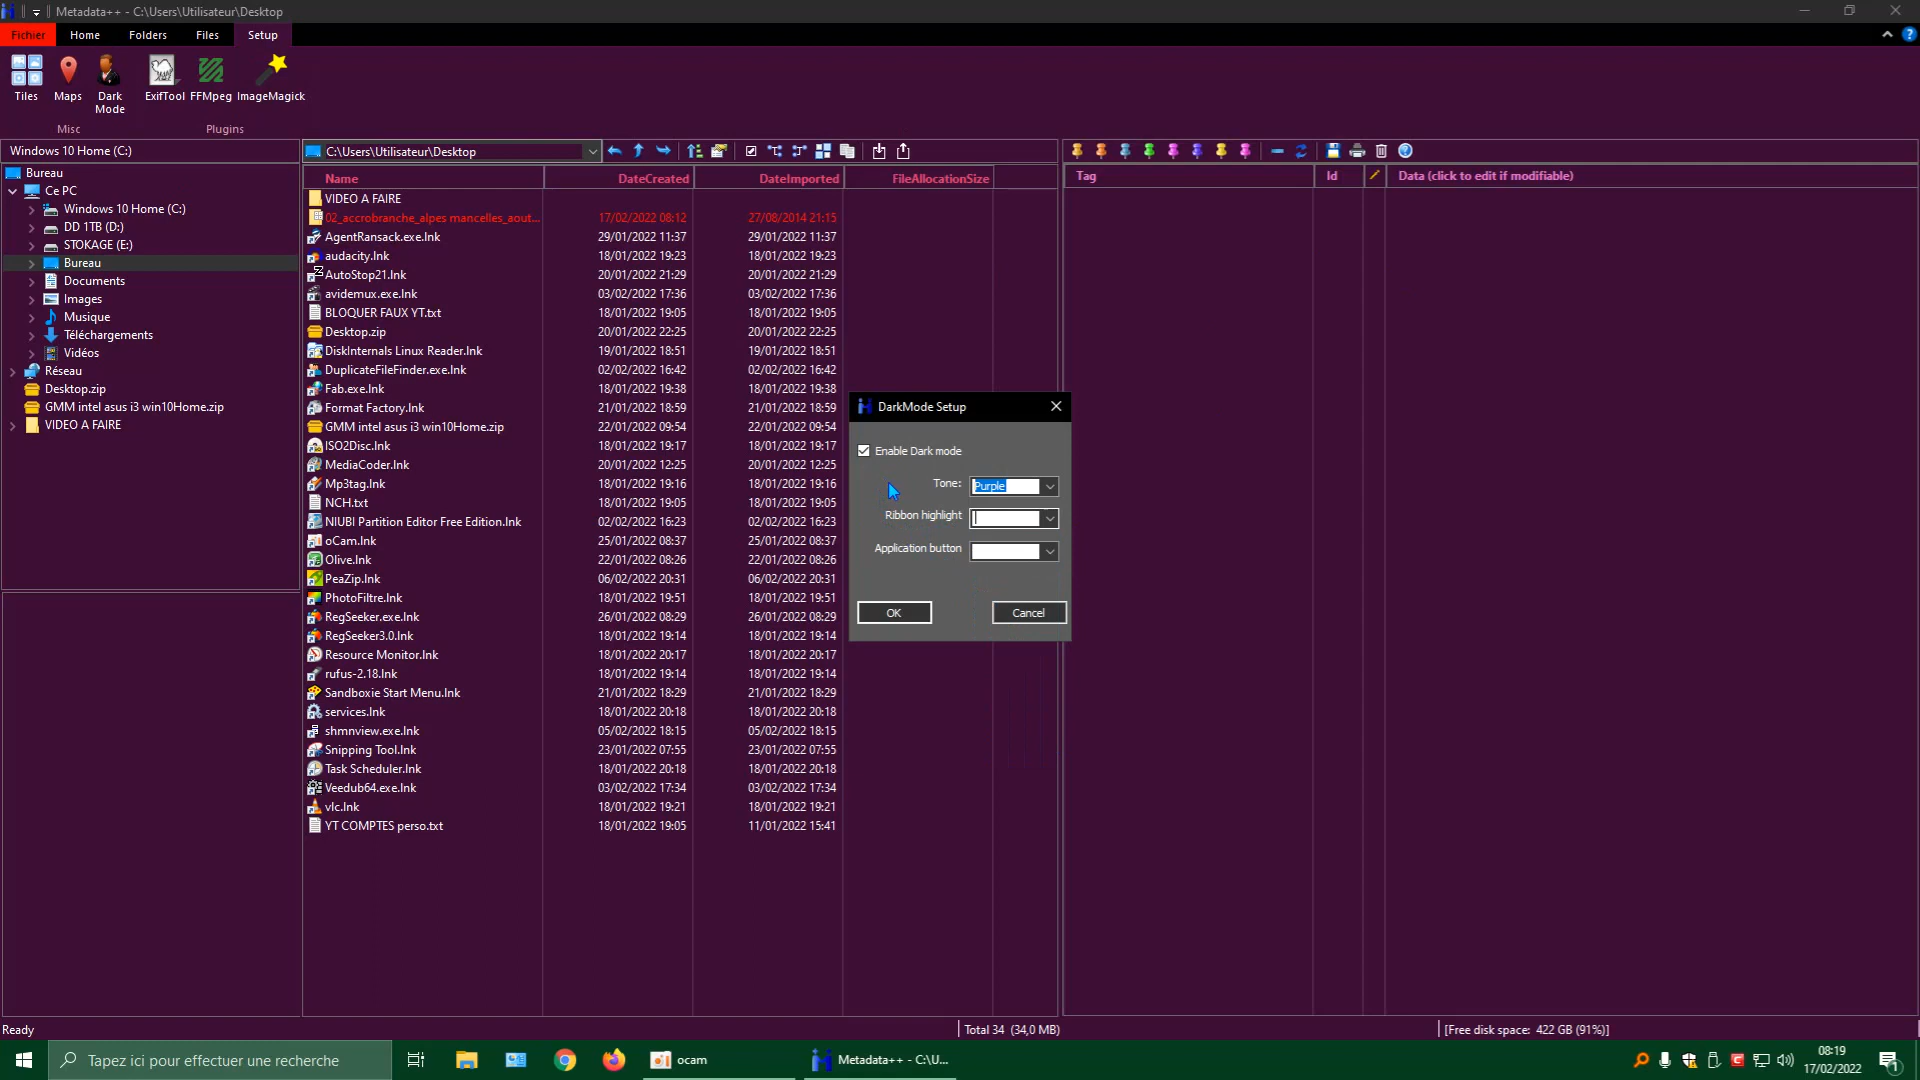 Metadata++ - C:\Users\Utilisateur\Desktop
Fichier Home Folders Files Setup
Tiles Maps Dark Mode ExifTool FFMpeg ImageMagick
Misc Plugins
Windows 10 Home (C:)
Bureau
Ce PC
Windows 10 Home (C:)
DD 1TB (D:)
STOKAGE (E:)
Bureau
Documents
Images
Musique
Téléchargements
Vidéos
Réseau
Desktop.zip
GMM intel asus i3 win10Home.zip
VIDEO A FAIRE
C:\Users\Utilisateur\Desktop
Name DateCreated DateImported FileAllocationSize
VIDEO A FAIRE
02_accrobranche_alpes mancelles_aout... 17/02/2022 08:12 27/08/2014 21:15
AgentRansack.exe.lnk 29/01/2022 11:37 29/01/2022 11:37
audacity.lnk 18/01/2022 19:23 18/01/2022 19:23
AutoStop21.lnk 20/01/2022 21:29 20/01/2022 21:29
avidemux.exe.lnk 03/02/2022 17:36 03/02/2022 17:36
BLOQUER FAUX YT.txt 18/01/2022 19:05 18/01/2022 19:05
Desktop.zip 20/01/2022 22:25 20/01/2022 22:25
DiskInternals Linux Reader.lnk 19/01/2022 18:51 19/01/2022 18:51
DuplicateFileFinder.exe.lnk 02/02/2022 16:42 02/02/2022 16:42
Fab.exe.lnk 18/01/2022 19:38 18/01/2022 19:38
Format Factory.lnk 21/01/2022 18:59 21/01/2022 18:59
GMM intel asus i3 win10Home.zip 22/01/2022 09:54 22/01/2022 09:54
ISO2Disc.lnk 18/01/2022 19:17 18/01/2022 19:17
MediaCoder.lnk 20/01/2022 12:25 20/01/2022 12:25
Mp3tag.lnk 18/01/2022 19:16 18/01/2022 19:16
NCH.txt 18/01/2022 19:05 18/01/2022 19:05
NIUBI Partition Editor Free Edition.lnk 02/02/2022 16:23 02/02/2022 16:23
oCam.lnk 25/01/2022 08:37 25/01/2022 08:37
Olive.lnk 22/01/2022 08:26 22/01/2022 08:26
PeaZip.lnk 06/02/2022 20:31 06/02/2022 20:31
PhotoFiltre.lnk 18/01/2022 19:51 18/01/2022 19:51
RegSeeker.exe.lnk 26/01/2022 08:29 26/01/2022 08:29
RegSeeker3.0.lnk 18/01/2022 19:14 18/01/2022 19:14
Resource Monitor.lnk 18/01/2022 20:17 18/01/2022 20:17
rufus-2.18.lnk 18/01/2022 19:14 18/01/2022 19:14
Sandboxie Start Menu.lnk 21/01/2022 18:29 21/01/2022 18:29
services.lnk 18/01/2022 20:18 18/01/2022 20:18
shmnview.exe.lnk 05/02/2022 18:15 05/02/2022 18:15
Snipping Tool.lnk 23/01/2022 07:55 23/01/2022 07:55
Task Scheduler.lnk 18/01/2022 20:18 18/01/2022 20:18
Veedub64.exe.lnk 03/02/2022 17:34 03/02/2022 17:34
vlc.lnk 18/01/2022 19:21 18/01/2022 19:21
YT COMPTES perso.txt 18/01/2022 19:05 11/01/2022 15:41
Tag Id Data (click to edit if modifiable)
DarkMode Setup
Enable Dark mode
Tone: Purple
Ribbon highlight
Application button
OK Cancel
Ready Total 34 (34,0 MB) [Free disk space: 422 GB (91%)]
Tapez ici pour effectuer une recherche ocam Metadata++ - C:\U... 08:19
17/02/2022 1